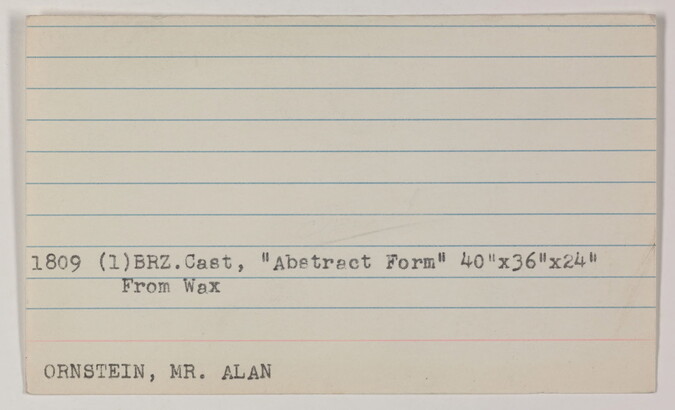 1809 (1)BRZ.Cast, "Abstract Form" 40"x36"x24"
From Wax
ORNSTEIN, MR. ALAN